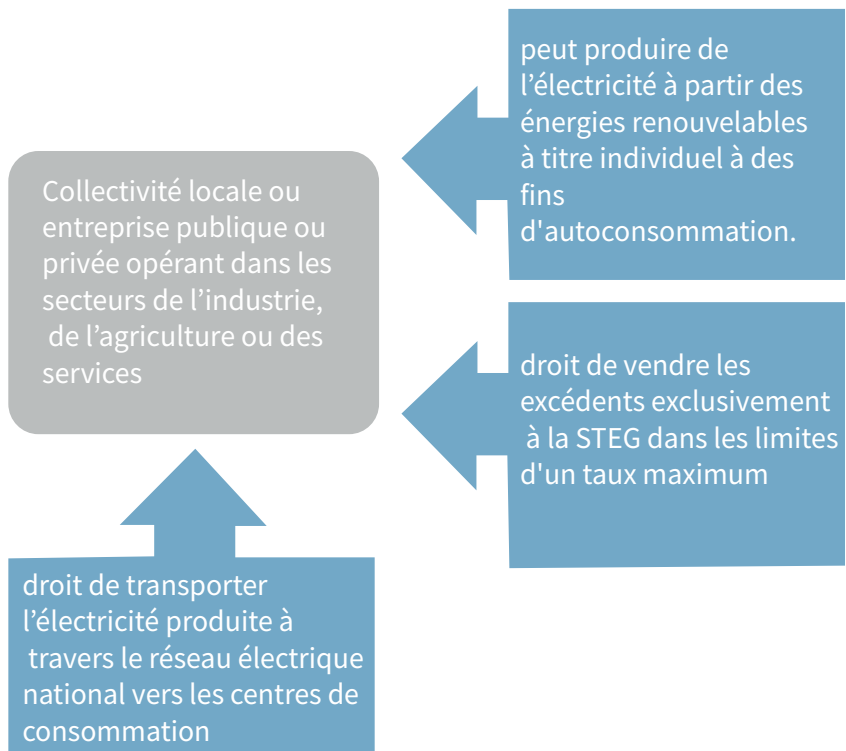 peut produire de
l’électricité à partir des
énergies renouvelables
à titre individuel à des
fins
d'autoconsommation.
Collectivité locale ou
entreprise publique ou
privée opérant dans les
secteurs de l’industrie,
de l’agriculture ou des
services
droit de vendre les
excédents exclusivement
à la STEG dans les limites
d'un taux maximum
droit de transporter
l’électricité produite à
travers le réseau électrique
national vers les centres de
consommation